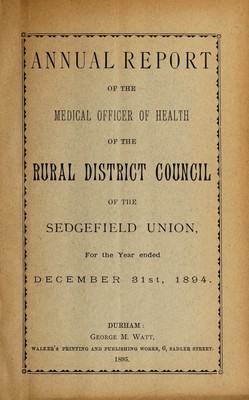 ANNUAL REPORT
OF THE
MEDICAL OFFICER OF HEALTH
OF THE
RURAL DISTRICT COUNCIL
OF THE
SEDGEFIELD UNION,
For the Year ended
DECEMBER 31st, 1894.
DURHAM:
GEORGE M. WATT,
WALKER'S PRINTING AND PUBLISHING WORKS, 6, SADLER STREET.
1895.